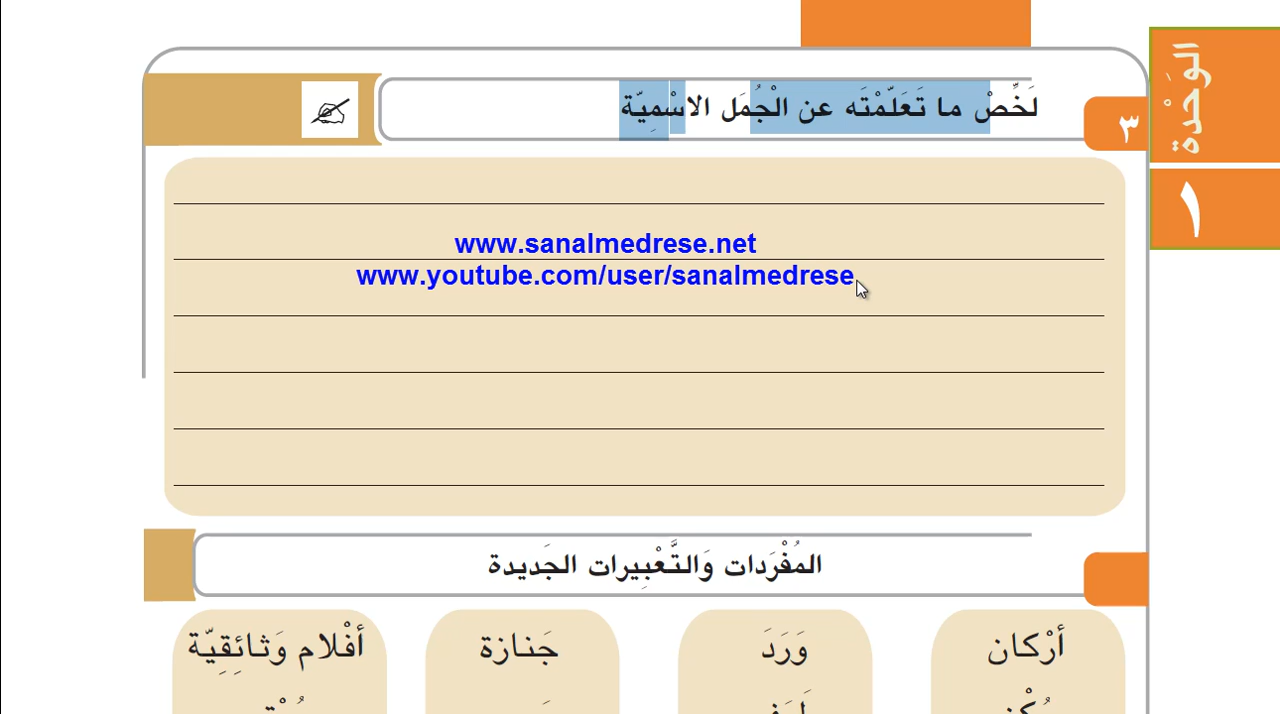 الوَحْدة
١
٣
لَخِّصْ ما تَعَلَّمْتَه عن الْجُمَل الاسْمِيّة
www.sanalmedrese.net
www.youtube.com/user/sanalmedrese
المُفْرَدات وَالتَّعْبِيرات الجَديدة
أرْكان
وَرَدَ
جَنازة
أفْلام وَثائِقِيّة